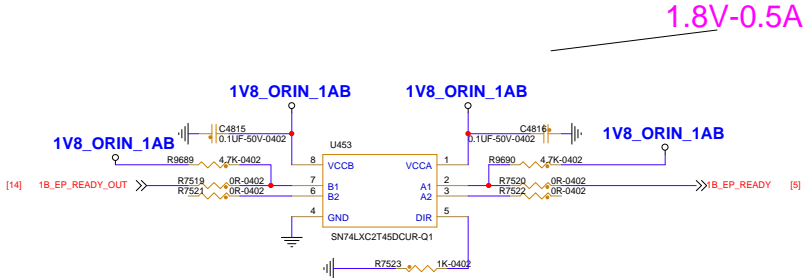 1.8V-0.5A
1V8_ORIN_1AB
1V8_ORIN_1AB
C4815
0.1UF-50V-0402
C4816
0.1UF-50V-0402
1V8_ORIN_1AB
1V8_ORIN_1AB
U453
R9689 4.7K-0402
8 VCCB
VCCA 1
R9690 4.7K-0402
[14] 1B_EP_READY_OUT
R7519 0R-0402
7 B1
A1 2
R7520 0R-0402
1B_EP_READY [5]
R7521 0R-0402
6 B2
A2 3
R7522 0R-0402
4 GND
DIR 5
SN74LXC2T45DCUR-Q1
R7523 1K-0402